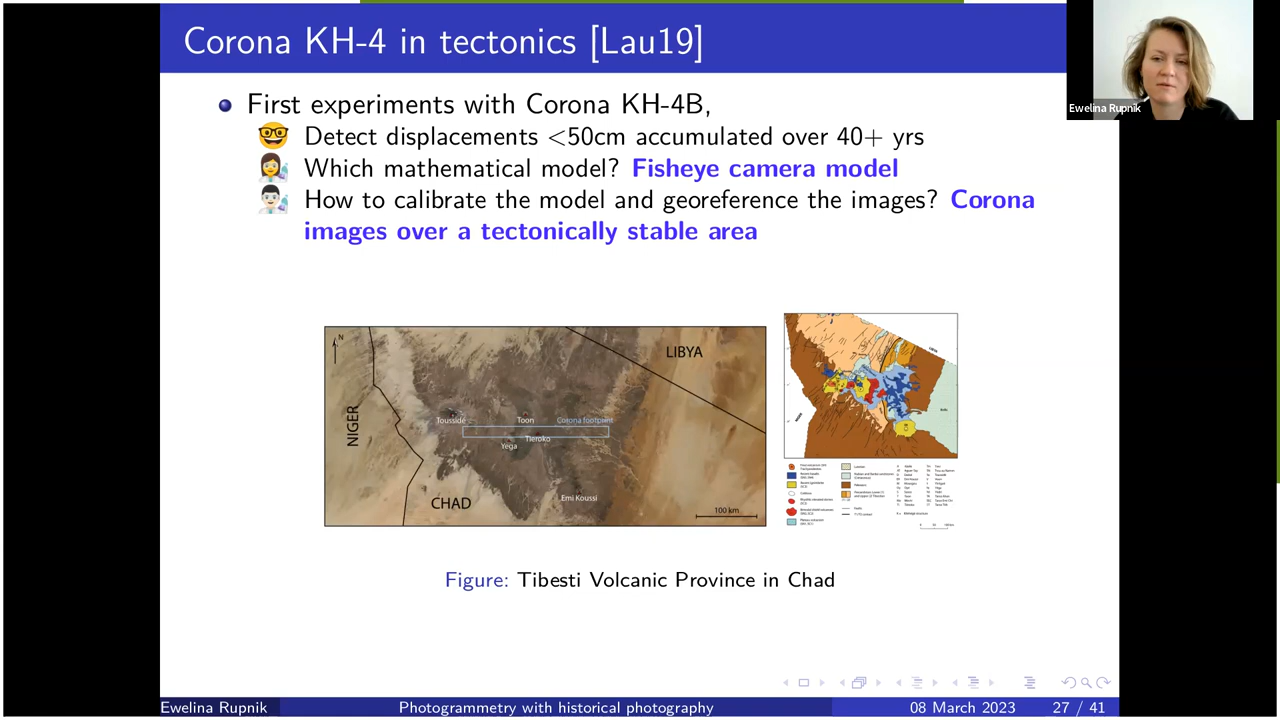 Corona KH-4 in tectonics [Lau19]
Ewelina Rupnik
First experiments with Corona KH-4B,
Detect displacements <50cm accumulated over 40+ yrs
Which mathematical model? Fisheye camera model
How to calibrate the model and georeference the images? Corona
images over a tectonically stable area
N
LIBYA
NIGER
Toussidé
Toon
Corona footprint
Tieroko
Yega
Emi Koussi
CHAD
100 km
Figure: Tibesti Volcanic Province in Chad
Ewelina Rupnik
Photogrammetry with historical photography
08 March 2023
27 / 41